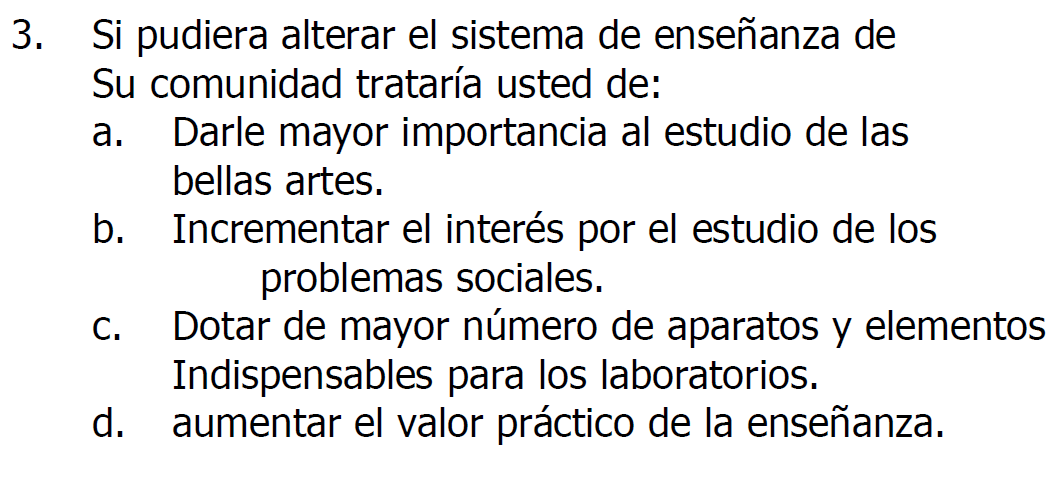 3. Si pudiera alterar el sistema de enseñanza de
Su comunidad trataría usted de:
a. Darle mayor importancia al estudio de las
bellas artes.
b. Incrementar el interés por el estudio de los
problemas sociales.
c. Dotar de mayor número de aparatos y elementos
Indispensables para los laboratorios.
d. aumentar el valor práctico de la enseñanza.